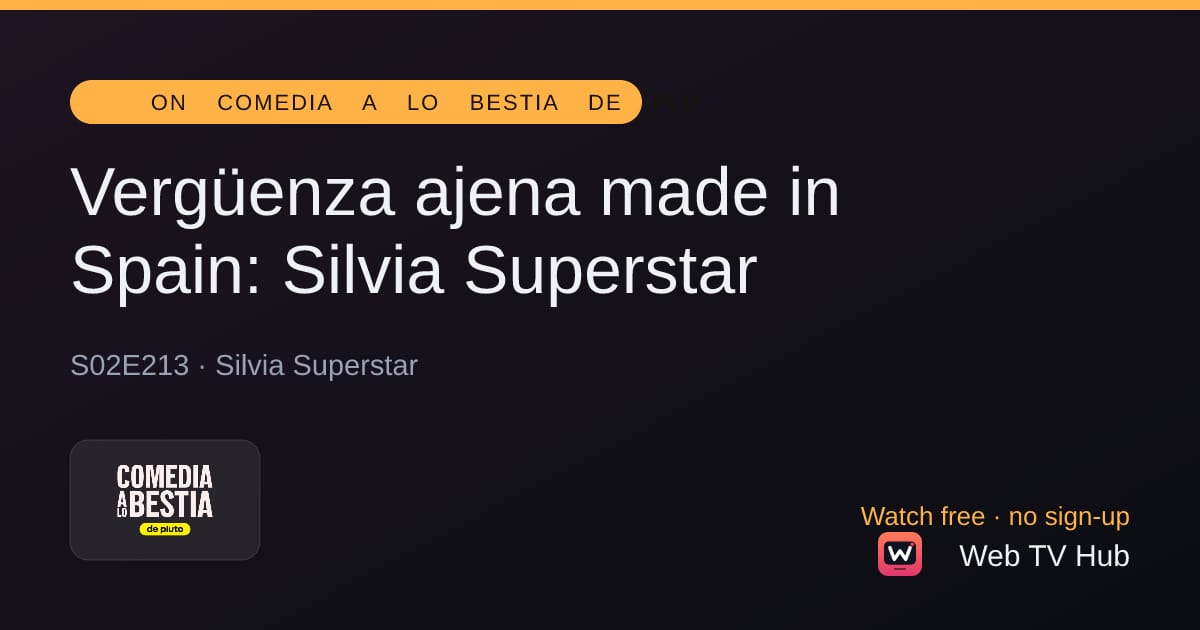 ON COMEDIA A LO BESTIA DE
Vergüenza ajena made in
Spain: Silvia Superstar
S02E213 · Silvia Superstar
COMEDIA
A LO BESTIA
de pluto
Watch free · no sign-up
W
Web TV Hub